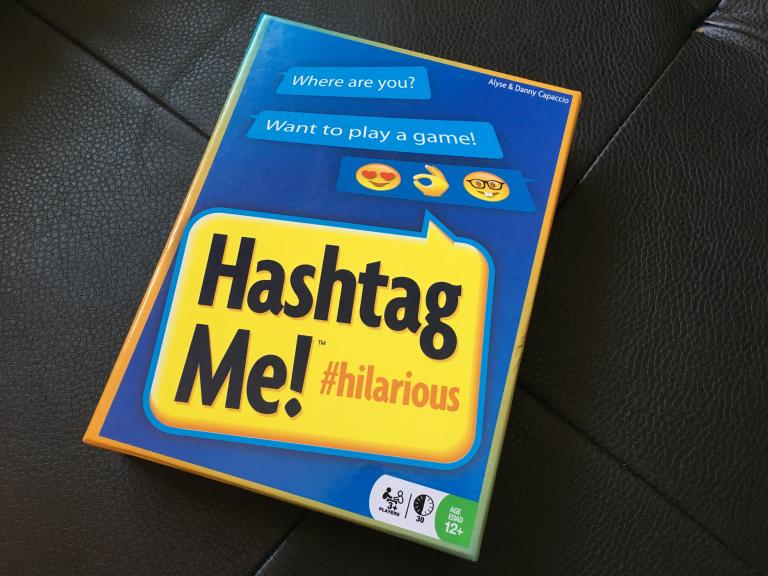 Alyse & Danny Capaccio
Where are you?
Want to play a game!
Hashtag
Me!™ #hilarious
3+
PLAYERS
30
AGE
EDAD
12+